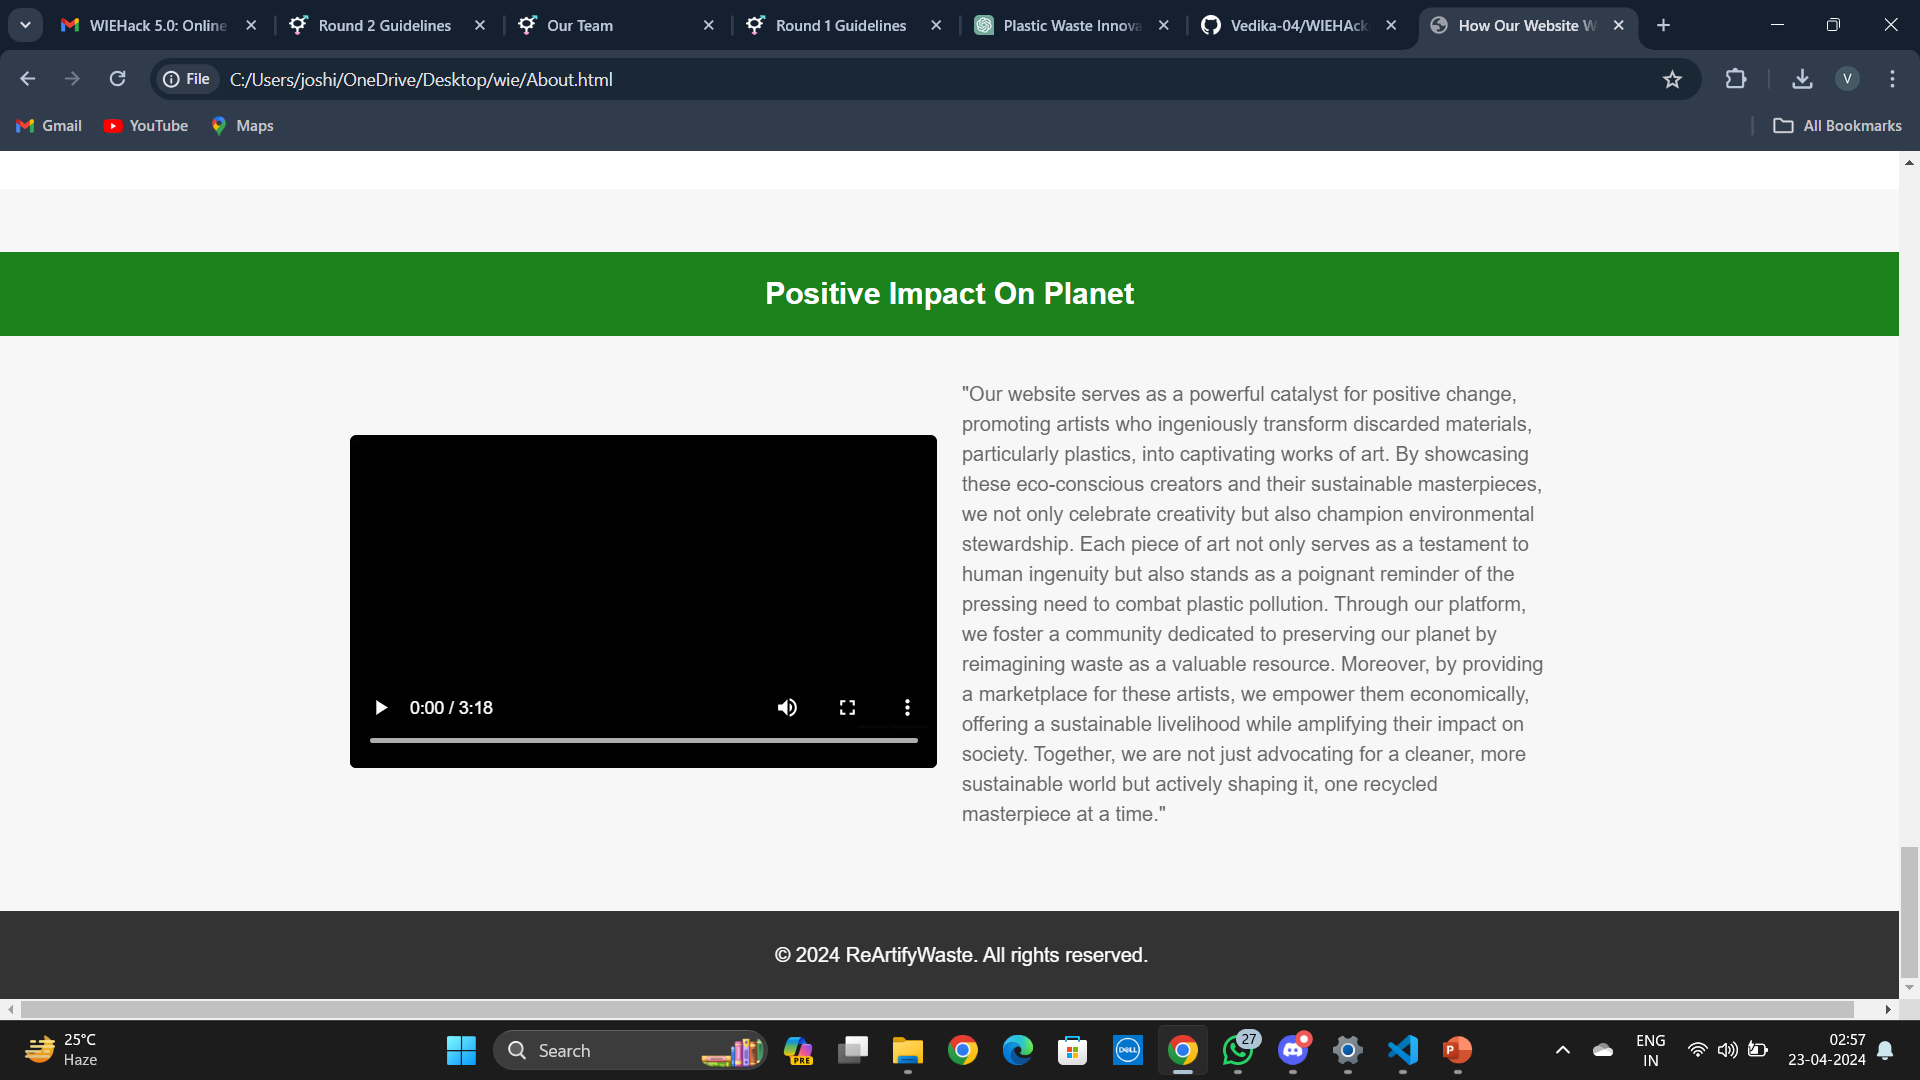 WIEHack 5.0: Online
Round 2 Guidelines
Our Team
Round 1 Guidelines
Plastic Waste Innova
Vedika-04/WIEHAck
How Our Website W
File
C:/Users/joshi/OneDrive/Desktop/wie/About.html
V
Gmail
YouTube
Maps
All Bookmarks
Positive Impact On Planet
"Our website serves as a powerful catalyst for positive change,
promoting artists who ingeniously transform discarded materials,
particularly plastics, into captivating works of art. By showcasing
these eco-conscious creators and their sustainable masterpieces,
we not only celebrate creativity but also champion environmental
stewardship. Each piece of art not only serves as a testament to
human ingenuity but also stands as a poignant reminder of the
pressing need to combat plastic pollution. Through our platform,
we foster a community dedicated to preserving our planet by
reimagining waste as a valuable resource. Moreover, by providing
a marketplace for these artists, we empower them economically,
offering a sustainable livelihood while amplifying their impact on
society. Together, we are not just advocating for a cleaner, more
sustainable world but actively shaping it, one recycled
masterpiece at a time."
0:00 / 3:18
© 2024 ReArtifyWaste. All rights reserved.
25°C
Haze
Search
PRE
DELL
27
P
ENG
IN
02:57
23-04-2024